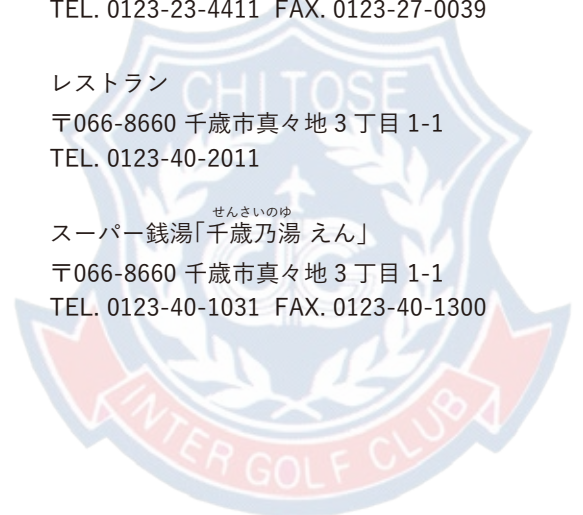 TEL. 0123-23-4411 FAX. 0123-27-0039
レストラン
〒066-8660 千歳市真々地 3 丁目 1-1
TEL. 0123-40-2011
せんさいのゆ
スーパー銭湯「千歳乃湯 えん」
〒066-8660 千歳市真々地 3 丁目 1-1
TEL. 0123-40-1031 FAX. 0123-40-1300
CHITOSE
INTER GOLF CLUB